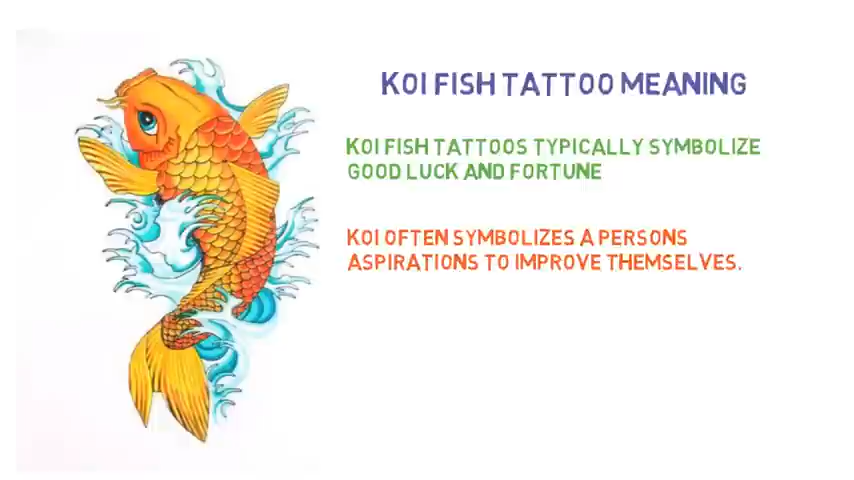 KOI FISH TATTOO MEANING
KOI FISH TATTOOS TYPICALLY SYMBOLIZE
GOOD LUCK AND FORTUNE
KOI OFTEN SYMBOLIZES A PERSONS
ASPIRATIONS TO IMPROVE THEMSELVES.